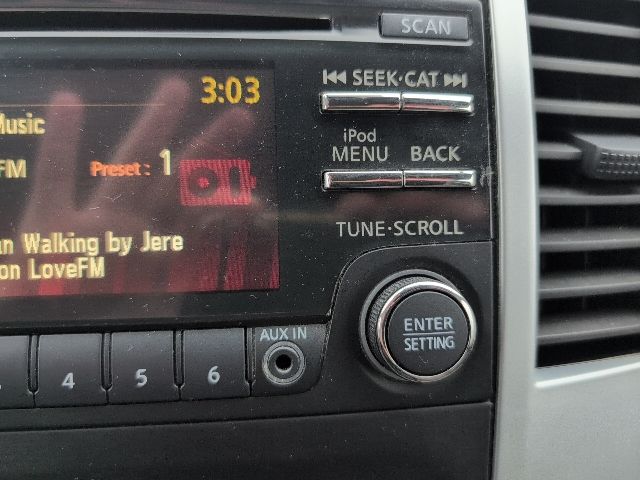 SCAN
3:03
SEEK·CAT
Music
FM
Preset : 1
iPod
MENU
BACK
TUNE·SCROLL
an Walking by Jere
on LoveFM
AUX IN
4
5
6
ENTER
SETTING